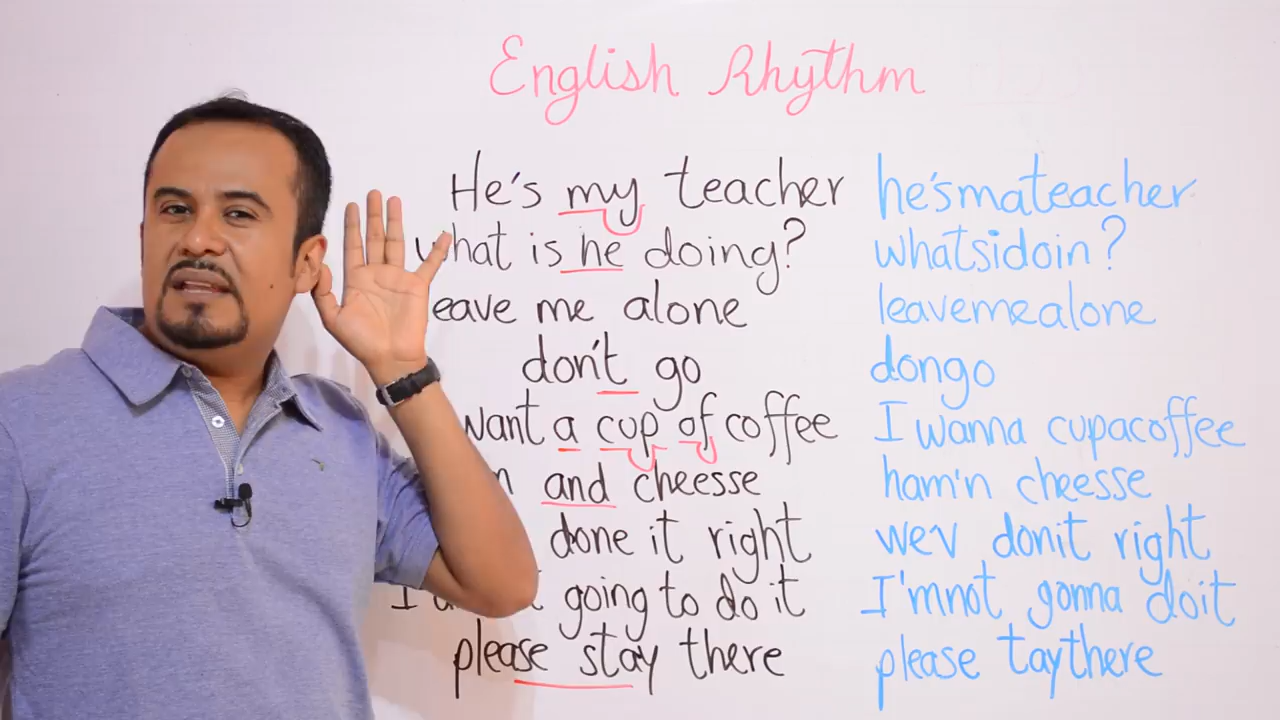 English Rhythm
He's my teacher he'smateacher
what is he doing? whatsidoin?
eave me alone leavemealone
don't go dongo
want a cup of coffee I wanna cupacoffee
and cheesse ham'n cheesse
done it right wev donit right
I going to do it I'mnot gonna doit
please stay there please taythere